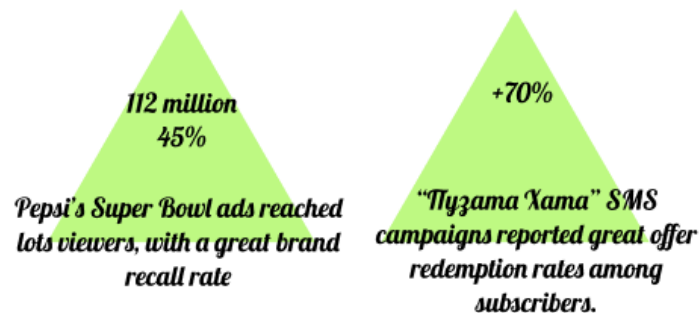 112 million
45%
Pepsi's Super Bowl ads reached
lots viewers, with a great brand
recall rate
+70%
“Пузата Хата” SMS
campaigns reported great offer
redemption rates among
subscribers.